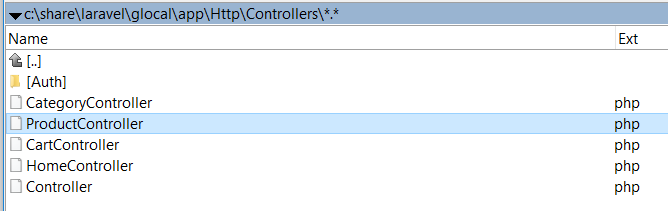 c:\share\laravel\glocal\app\Http\Controllers\*.*
Name Ext
[..]
[Auth]
CategoryController php
ProductController php
CartController php
HomeController php
Controller php